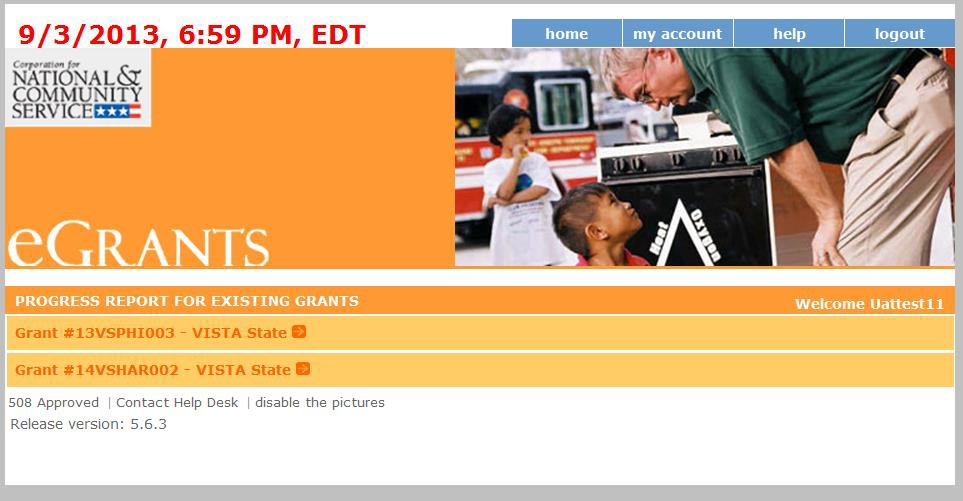 9/3/2013, 6:59 PM, EDT
home
my account
help
logout
Corporation for
NATIONAL &
COMMUNITY
SERVICE
eGRANTS
Heat
Oxygen
PROGRESS REPORT FOR EXISTING GRANTS
Welcome Uattest11
Grant #13VSPHI003 - VISTA State
Grant #14VSHAR002 - VISTA State
508 Approved | Contact Help Desk | disable the pictures
Release version: 5.6.3